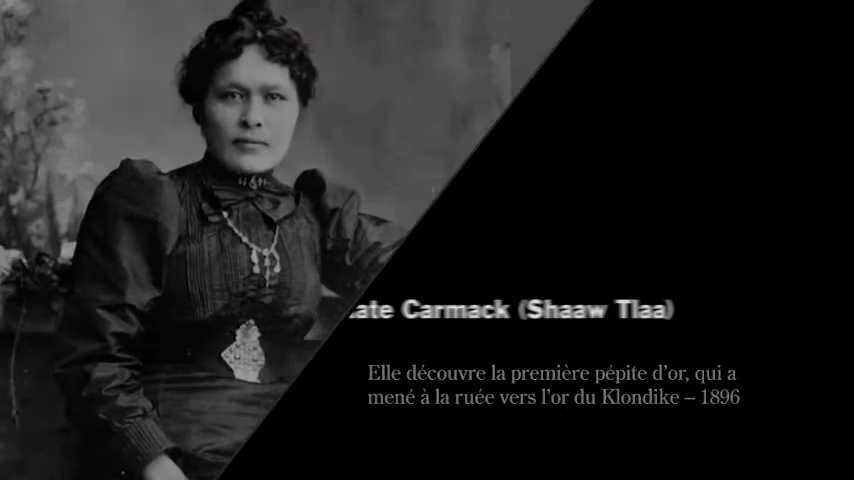 ate Carmack (Shaaw Tlaa)
Elle découvre la première pépite d’or, qui a
mené à la ruée vers l’or du Klondike – 1896